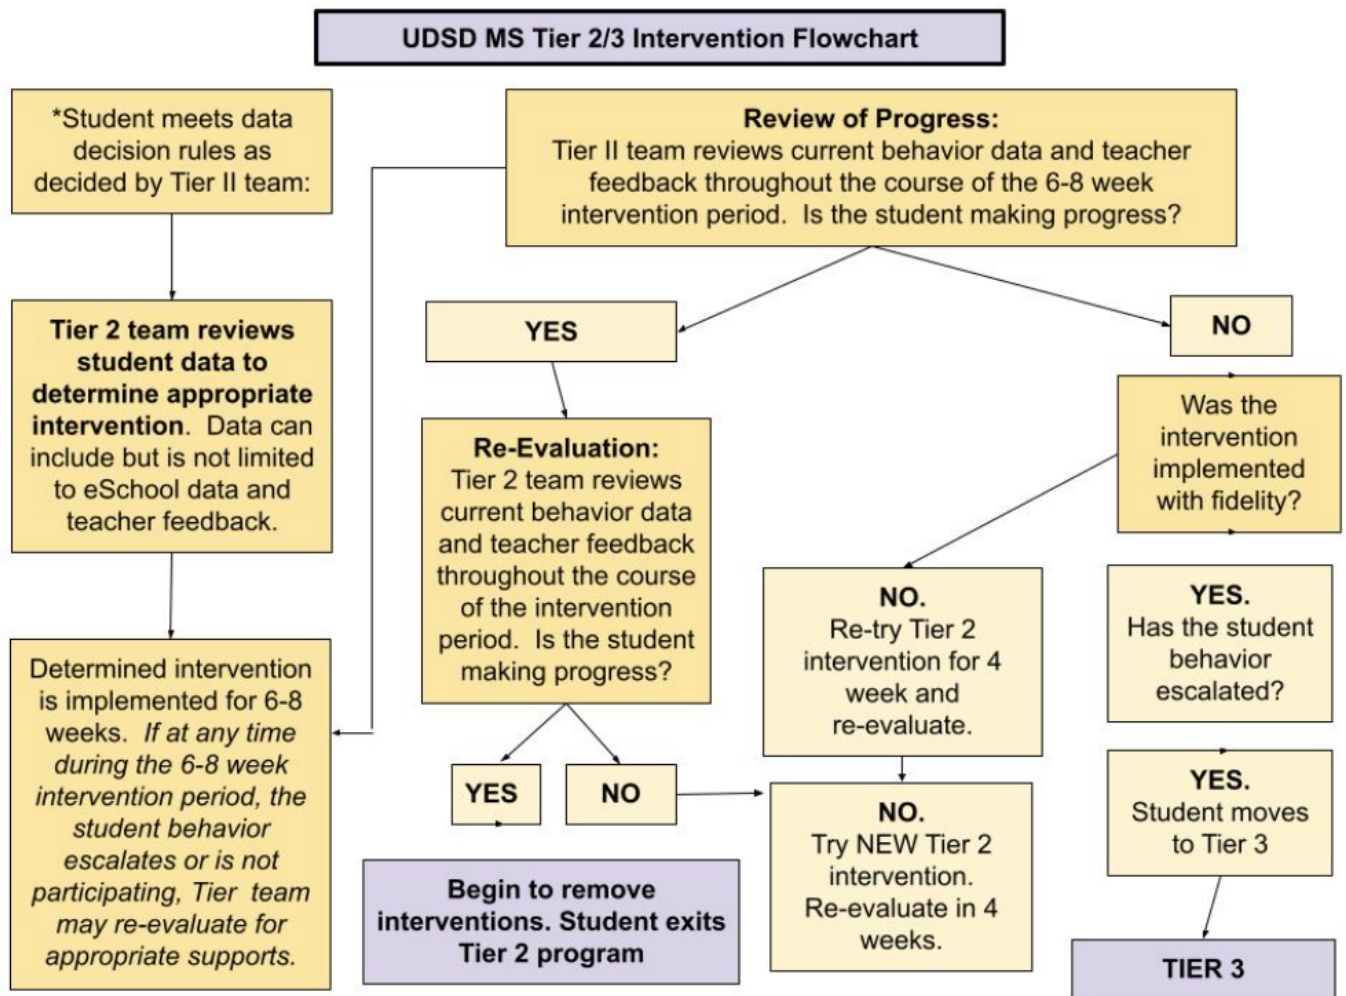 UDSD MS Tier 2/3 Intervention Flowchart
*Student meets data
decision rules as
decided by Tier II team:
Tier 2 team reviews
student data to
determine appropriate
intervention. Data can
include but is not limited
to eSchool data and
teacher feedback.
Determined intervention
is implemented for 6-8
weeks. If at any time
during the 6-8 week
intervention period, the
student behavior
escalates or is not
participating, Tier team
may re-evaluate for
appropriate supports.
Review of Progress:
Tier II team reviews current behavior data and teacher
feedback throughout the course of the 6-8 week
intervention period. Is the student making progress?
YES
Re-Evaluation:
Tier 2 team reviews
current behavior data
and teacher feedback
throughout the course
of the intervention
period. Is the student
making progress?
YES
NO
Begin to remove
interventions. Student exits
Tier 2 program
NO
Was the
intervention
implemented
with fidelity?
NO.
Re-try Tier 2
intervention for 4
week and
re-evaluate.
NO.
Try NEW Tier 2
intervention.
Re-evaluate in 4
weeks.
YES.
Has the student
behavior
escalated?
YES.
Student moves
to Tier 3
TIER 3